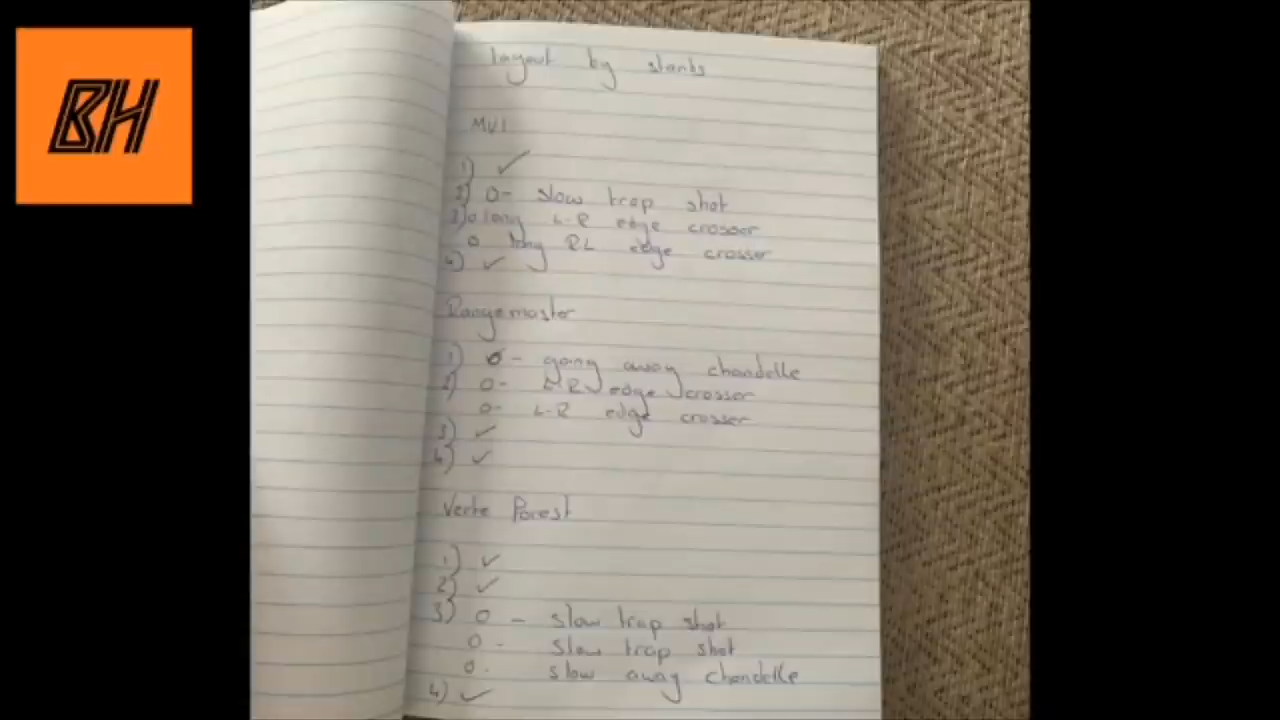 BH
Layout by stands
MU1
1) ✓
2) 0- slow trap shot
3) 0 long L-R edge crosser
0 long RL edge crosser
4) ✓
Rangemaster
1) 0 - going away chandelle
2) 0- L-R edge crosser
0- L-R edge crosser
3) ✓
4) ✓
Verte Forest
1) ✓
2) ✓
3) 0 - slow trap shot
0 - slow trap shot
0- slow away chandelle
4) ✓